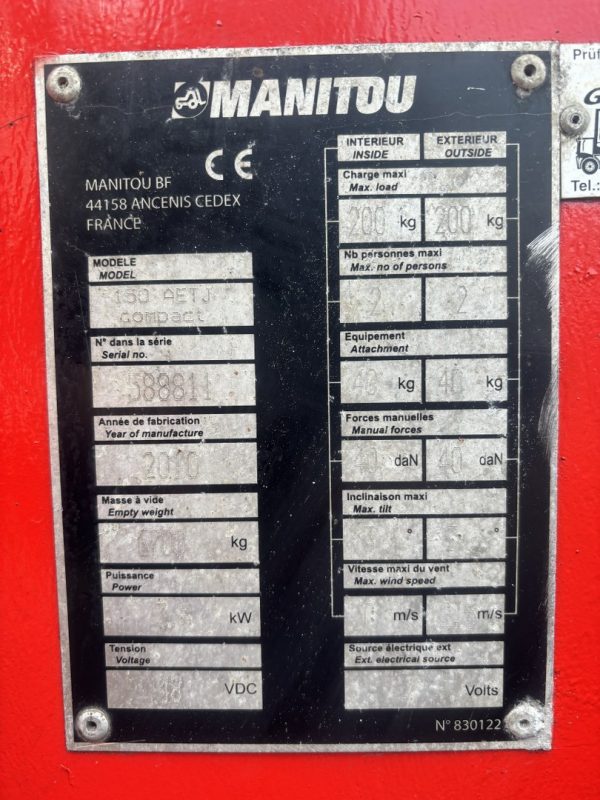 MANITOU
CE
MANITOU BF
44158 ANCENIS CEDEX
FRANCE
MODELE
MODEL
150 AETJ
compact
N° dans la série
Serial no.
588811
Année de fabrication
Year of manufacture
2010
Masse à vide
Empty weight
kg
Puissance
Power
kW
Tension
Voltage
VDC
INTERIEUR EXTERIEUR
INSIDE OUTSIDE
Charge maxi
Max. load
200 kg 200 kg
Nb personnes maxi
Max. no of persons
2 2
Equipement
Attachment
40 kg 40 kg
Forces manuelles
Manual forces
40 daN 40 daN
Inclinaison maxi
Max. tilt
° °
Vitesse maxi du vent
Max. wind speed
m/s m/s
Source électrique ext
Ext. electrical source
Volts
N° 830122
Prüf
G
Tel.: